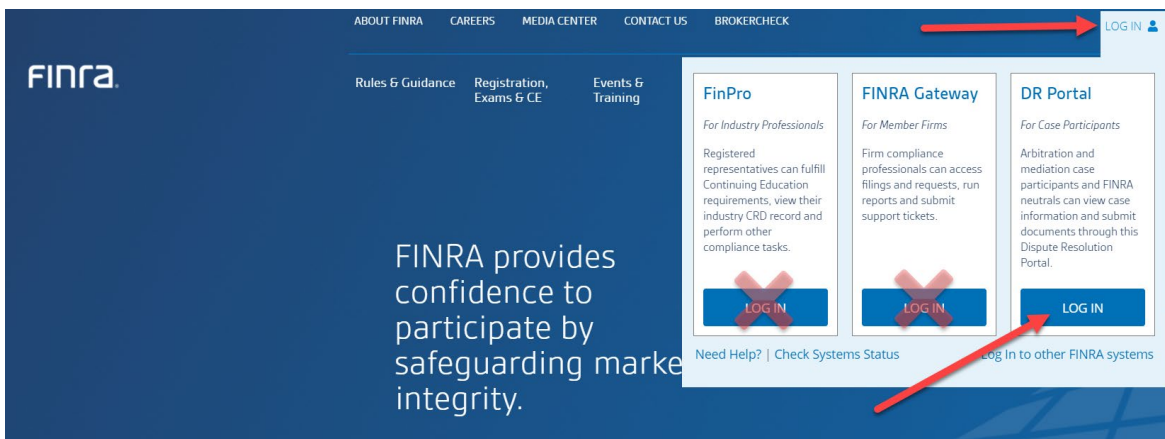 ABOUT FINRA CAREERS MEDIA CENTER CONTACT US BROKERCHECK
LOG IN
FINra.
Rules & Guidance
Registration,
Exams & CE
Events &
Training
FinPro
For Industry Professionals
Registered
representatives can fulfill
Continuing Education
requirements, view their
industry CRD record and
perform other
compliance tasks.
LOG IN
FINRA Gateway
For Member Firms
Firm compliance
professionals can access
filings and requests, run
reports and submit
support tickets.
LOG IN
DR Portal
For Case Participants
Arbitration and
mediation case
participants and FINRA
neutrals can view case
information and submit
documents through this
Dispute Resolution
Portal.
LOG IN
Need Help? | Check Systems Status
Log In to other FINRA systems
FINRA provides
confidence to
participate by
safeguarding marke
integrity.